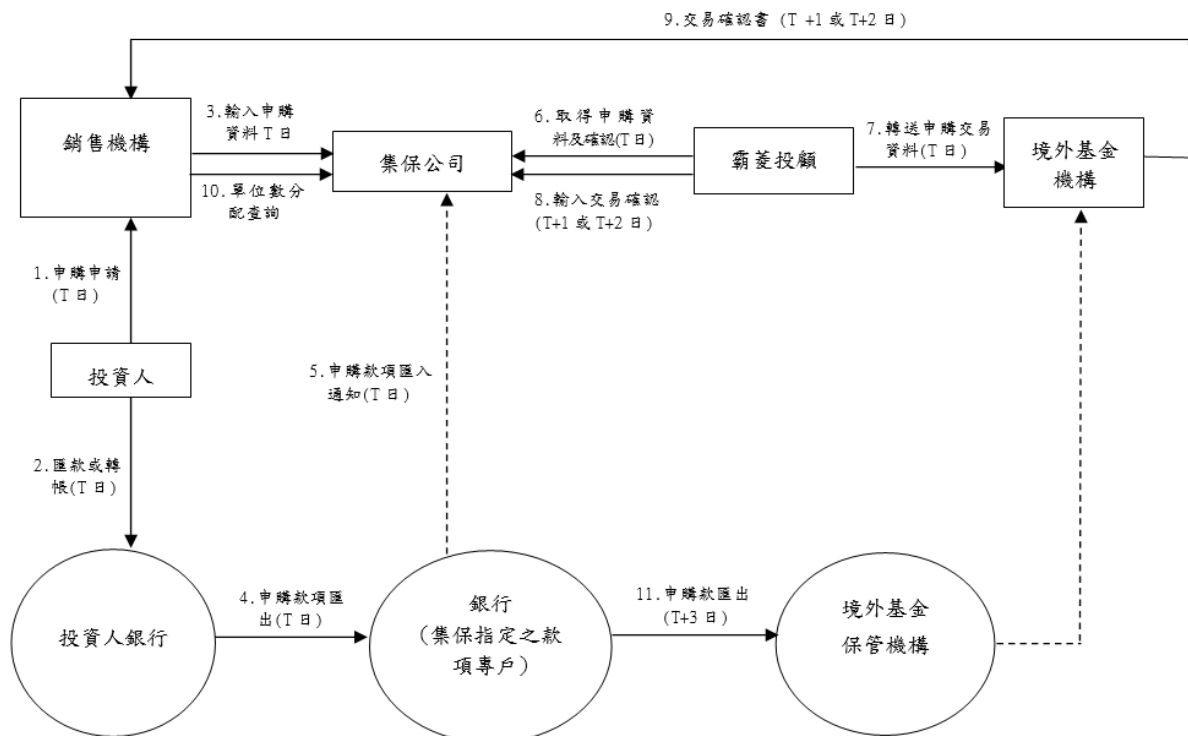 9.交易確認書 (T +1 或 T+2 日)
銷售機構
3.輸入申購
資料 T 日
10.單位數分
配查詢
集保公司
6.取得申購資
料及確認(T日)
8.輸入交易確認
(T+1 或 T+2 日)
霸菱投顧
7.轉送申購交易
資料(T日)
境外基金
機構
1.申購申請
(T 日)
投資人
5.申購款項匯入
通知(T 日)
2.匯款或轉
帳(T 日)
投資人銀行
4.申購款項匯
出(T 日)
銀行
(集保指定之款
項專戶)
11.申購款匯出
(T+3 日)
境外基金
保管機構